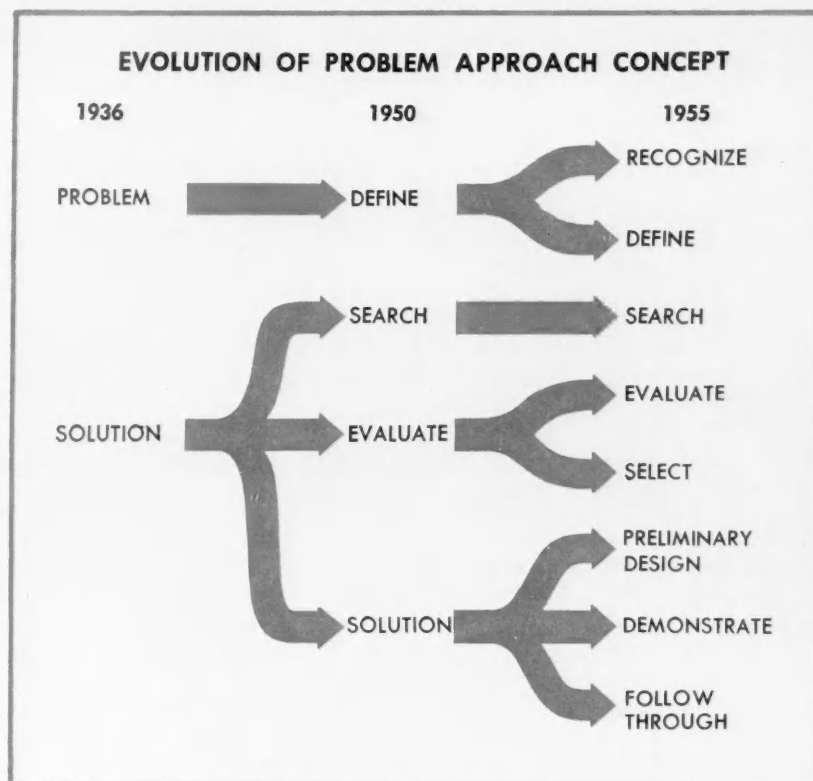 EVOLUTION OF PROBLEM APPROACH CONCEPT
1936 1950 1955
RECOGNIZE
PROBLEM DEFINE
DEFINE
SEARCH SEARCH
EVALUATE
SOLUTION EVALUATE
SELECT
PRELIMINARY
DESIGN
SOLUTION DEMONSTRATE
FOLLOW
THROUGH